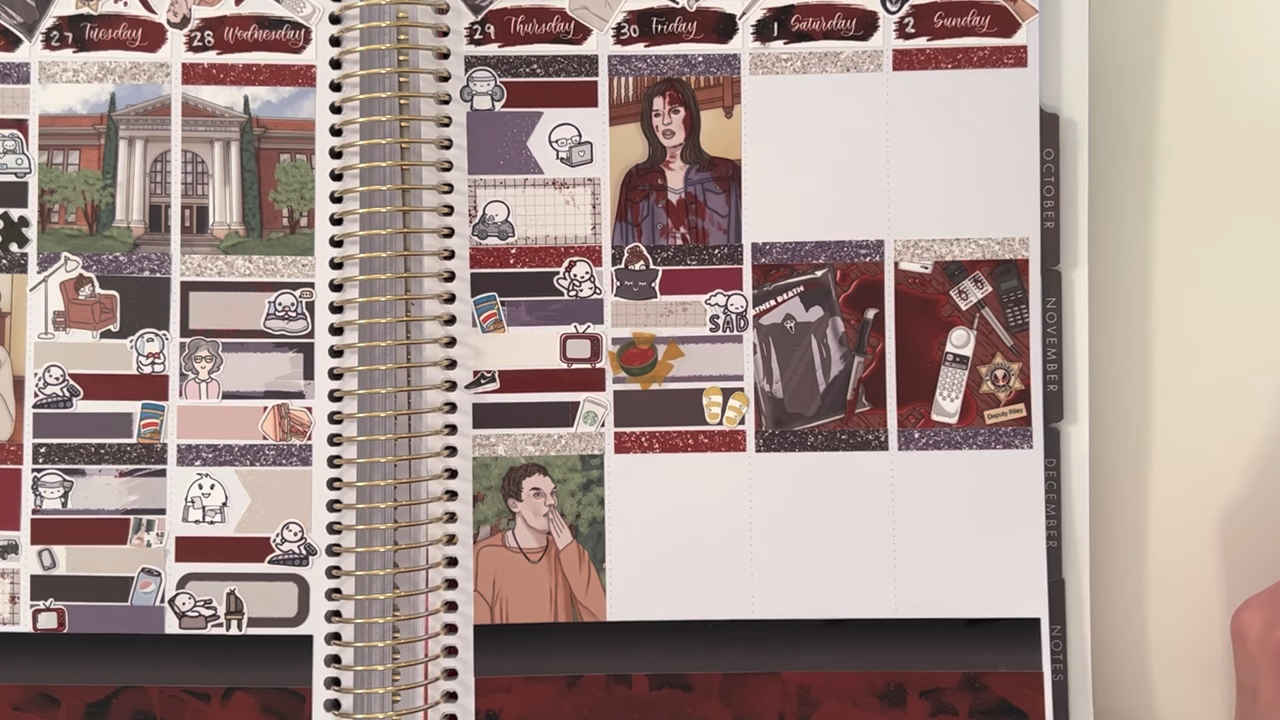 27 Tuesday
28 Wednesday
29 Thursday
30 Friday
1 Saturday
2 Sunday
SAD
THER DEATH
Deputy Riley
OCTOBER
NOVEMBER
DECEMBER
NOTES